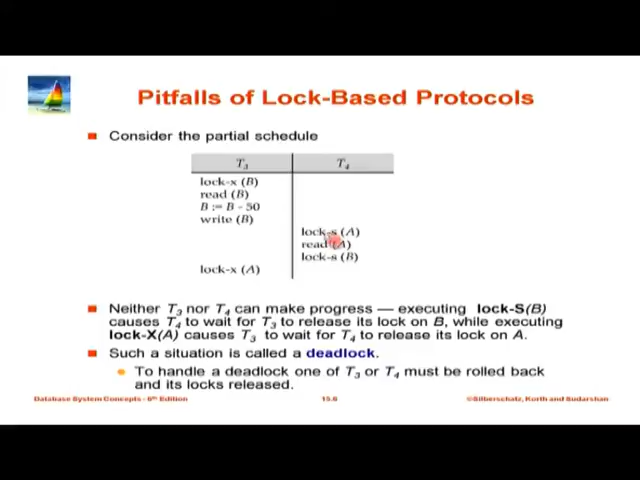 Pitfalls of Lock-Based Protocols
Consider the partial schedule
T3 T4
lock-x (B)
read (B)
B := B - 50
write (B)
lock-s (A)
read (A)
lock-s (B)
lock-x (A)
Neither T3 nor T4 can make progress — executing lock-S(B)
causes T4 to wait for T3 to release its lock on B, while executing
lock-X(A) causes T3 to wait for T4 to release its lock on A.
Such a situation is called a deadlock.
To handle a deadlock one of T3 or T4 must be rolled back
and its locks released.
Database System Concepts - 6th Edition 15.6 ©Silberschatz, Korth and Sudarshan